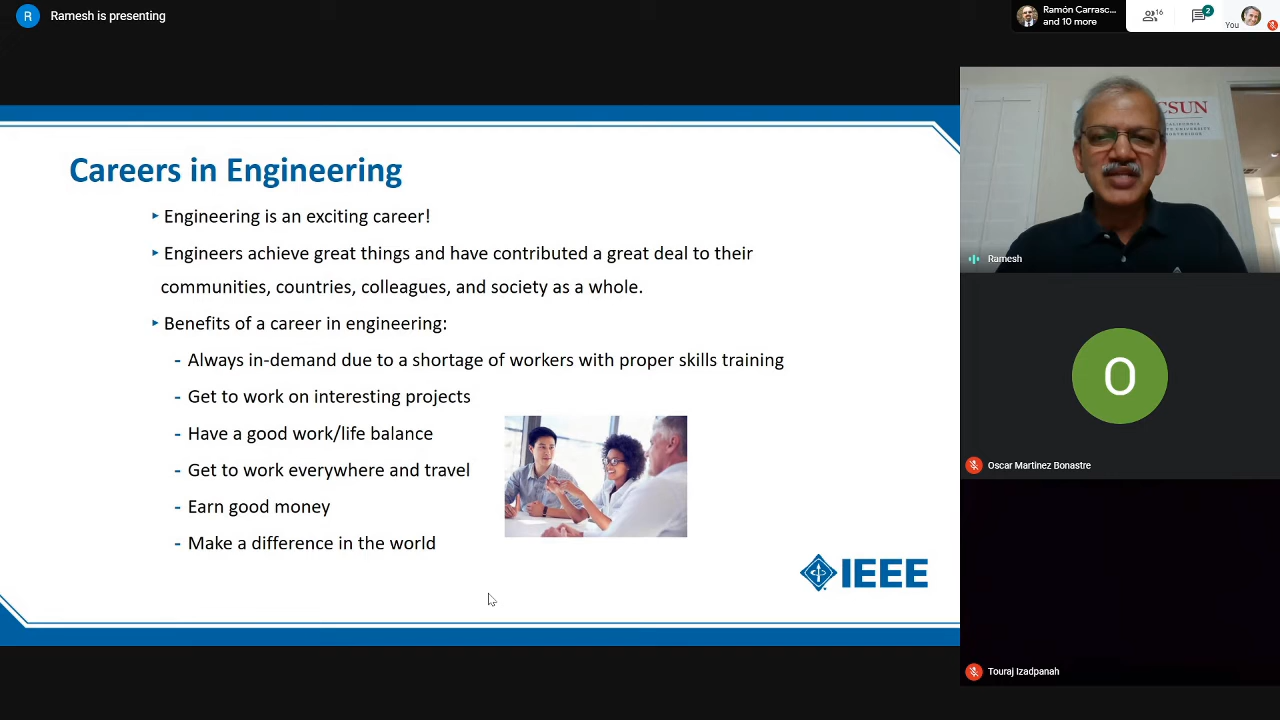 R
Ramesh is presenting
Ramón Carrasc...
and 10 more
16
2
You
Careers in Engineering
Engineering is an exciting career!
Engineers achieve great things and have contributed a great deal to their
communities, countries, colleagues, and society as a whole.
Benefits of a career in engineering:
- Always in-demand due to a shortage of workers with proper skills training
- Get to work on interesting projects
- Have a good work/life balance
- Get to work everywhere and travel
- Earn good money
- Make a difference in the world
IEEE
CSUN
Ramesh
O
Oscar Martinez Bonastre
Touraj Izadpanah